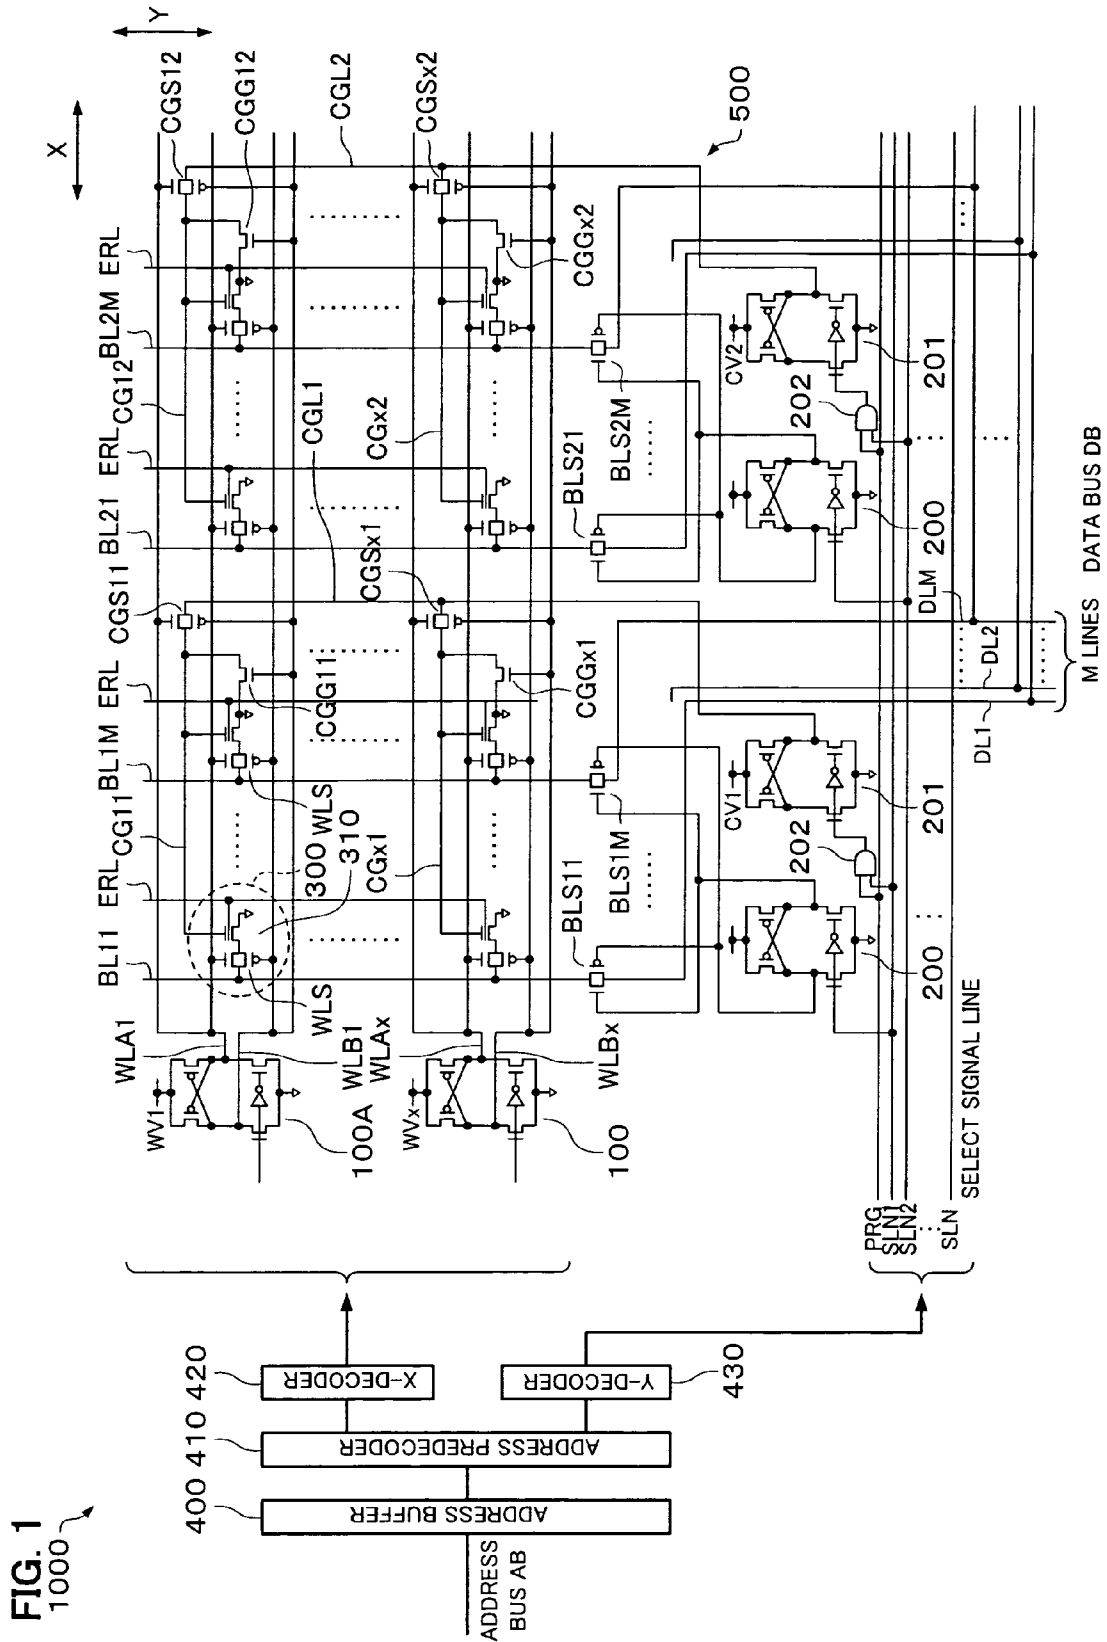 FIG. 1
1000
X
Y
ADDRESS
BUS AB
400
ADDRESS BUFFER
410
ADDRESS PREDECODER
420
X-DECODER
430
Y-DECODER
WV1
100A
WLA1
WLB1
WVx
100
WLAx
WLBx
BL11
ERL
CG11
BL1M
ERL
CGS11
BL21
ERL
CG12
BL2M
ERL
CGS12
CGG12
CGL2
CGSx2
WLS
300
310
WLS
CGG11
CGL1
CGx1
CGSx1
CGx2
CGGx1
CGGx2
500
BLS11
BLS1M
BLS21
BLS2M
200
202
CV1
201
200
202
CV2
201
PRG
SLN1
SLN2
SLN
SELECT SIGNAL LINE
DL1
DL2
DLM
M LINES
DATA BUS DB